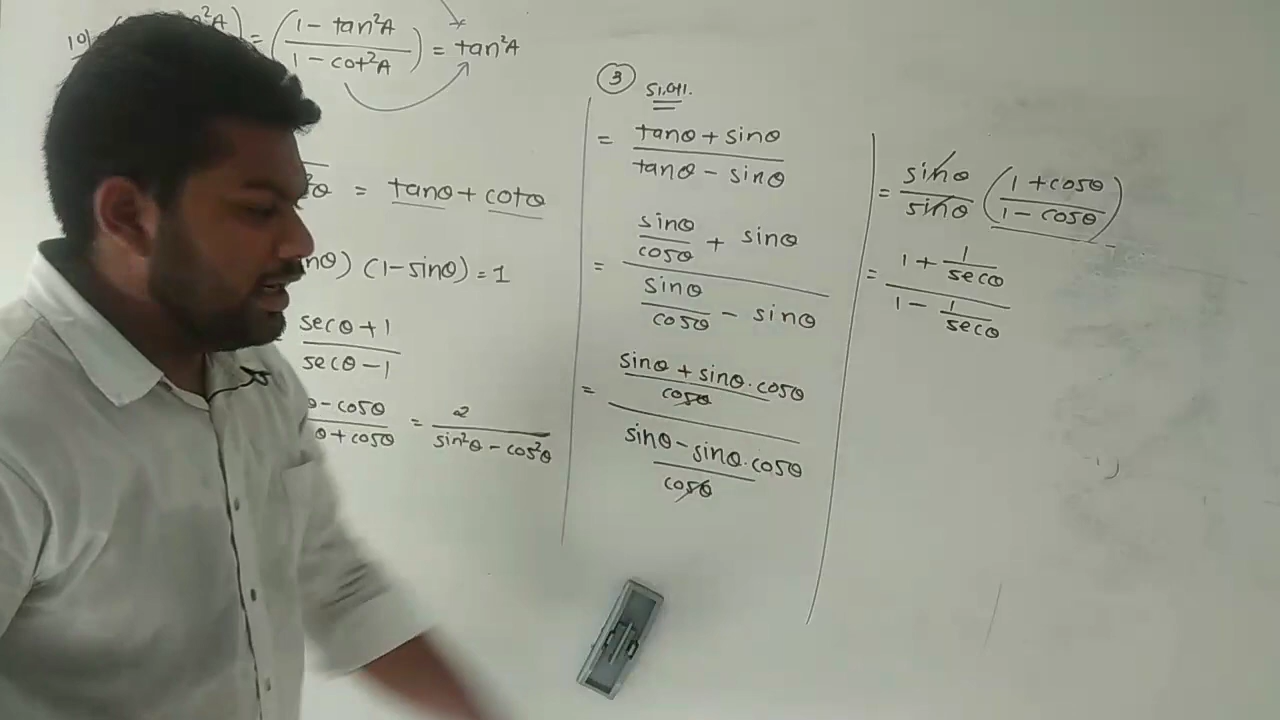 10) ²A) = (1 - tan²A / 1 - cot²A) = tan²A
θ = tanθ + cotθ
nθ) (1 - sinθ) = 1
secθ + 1 / secθ - 1
θ - cosθ / θ + cosθ = 2 / sin²θ - cos²θ
3
= tanθ + sinθ / tanθ - sinθ
= sinθ/cosθ + sinθ / sinθ/cosθ - sinθ
= sinθ + sinθ.cosθ / cosθ / sinθ - sinθ.cosθ / cosθ
= sinθ / sinθ (1 + cosθ / 1 - cosθ)
= 1 + 1/secθ / 1 - 1/secθ